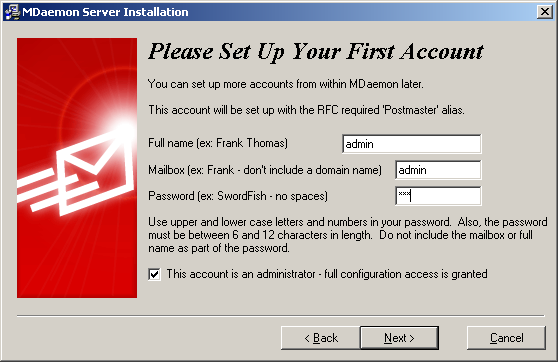 MDaemon Server Installation
Please Set Up Your First Account
You can set up more accounts from within MDaemon later.
This account will be set up with the RFC required 'Postmaster' alias.
Full name (ex: Frank Thomas) admin
Mailbox (ex: Frank - don't include a domain name) admin
Password (ex: SwordFish - no spaces) ***
Use upper and lower case letters and numbers in your password. Also, the password
must be between 6 and 12 characters in length. Do not include the mailbox or full
name as part of the password.
This account is an administrator - full configuration access is granted
< Back Next > Cancel